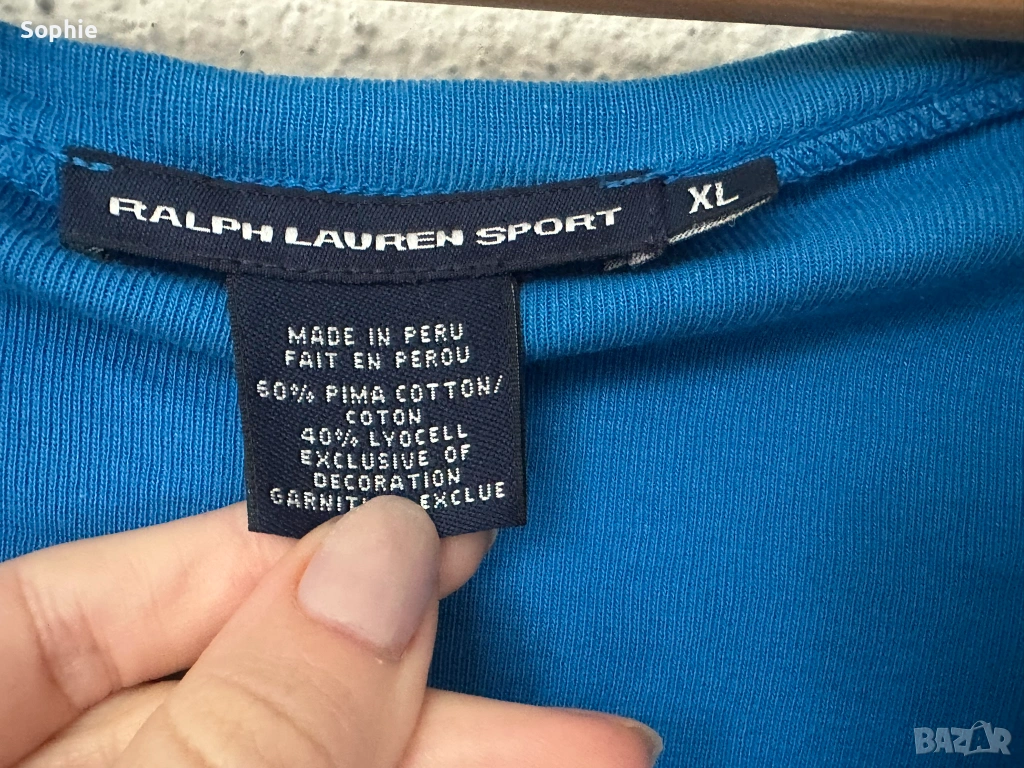 Sophie
RALPH LAUREN SPORT
XL
MADE IN PERU
FAIT EN PEROU
60% PIMA COTTON/
COTON
40% LYOCELL
EXCLUSIVE OF
DECORATION
EXCLUE
BAZAR